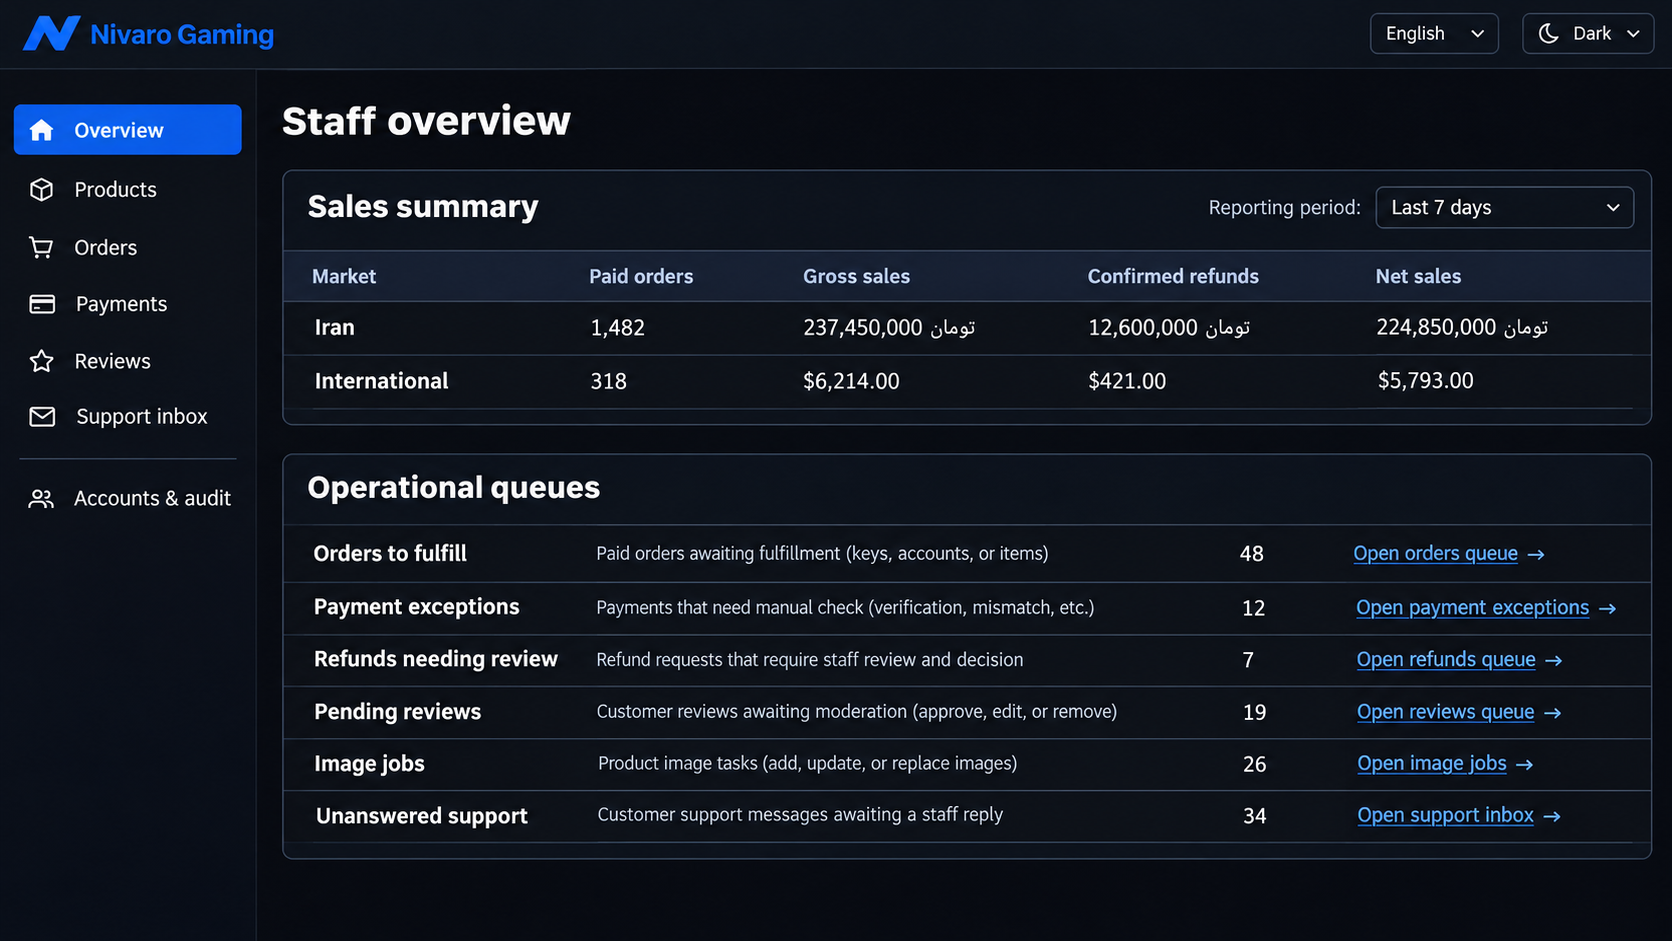 Nivaro Gaming
English
Dark
Overview
Products
Orders
Payments
Reviews
Support inbox
Accounts & audit
Staff overview
Sales summary
Reporting period: Last 7 days
Market Paid orders Gross sales Confirmed refunds Net sales
Iran 1,482 237,450,000 تومان 12,600,000 تومان 224,850,000 تومان
International 318 $6,214.00 $421.00 $5,793.00
Operational queues
Orders to fulfill Paid orders awaiting fulfillment (keys, accounts, or items) 48 Open orders queue →
Payment exceptions Payments that need manual check (verification, mismatch, etc.) 12 Open payment exceptions →
Refunds needing review Refund requests that require staff review and decision 7 Open refunds queue →
Pending reviews Customer reviews awaiting moderation (approve, edit, or remove) 19 Open reviews queue →
Image jobs Product image tasks (add, update, or replace images) 26 Open image jobs →
Unanswered support Customer support messages awaiting a staff reply 34 Open support inbox →